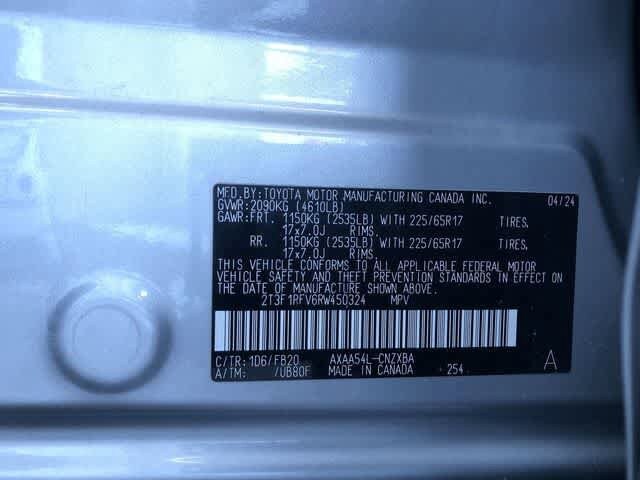 MFD.BY:TOYOTA MOTOR MANUFACTURING CANADA INC. 04/24
GVWR:2090KG (4610LB)
GAWR:FRT. 1150KG (2535LB) WITH 225/65R17 TIRES,
17x7.0J RIMS.
RR. 1150KG (2535LB) WITH 225/65R17 TIRES,
17x7.0J RIMS.
THIS VEHICLE CONFORMS TO ALL APPLICABLE FEDERAL MOTOR
VEHICLE SAFETY AND THEFT PREVENTION STANDARDS IN EFFECT ON
THE DATE OF MANUFACTURE SHOWN ABOVE.
2T3F1RFV6RW450324 MPV
C/TR:1D6/FB20 AXAA54L-CNZXBA A
A/TM: /UB80F MADE IN CANADA 254